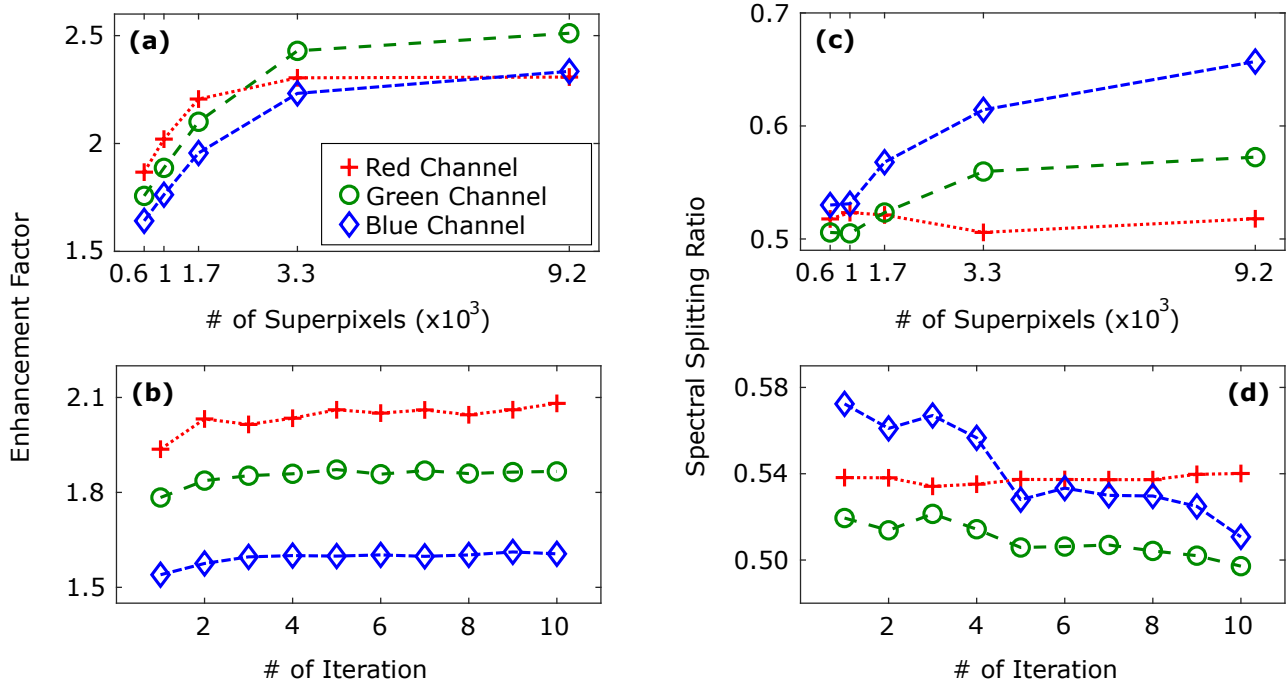 Enhancement Factor
(a)
2.5
2
1.5
0.6 1 1.7 3.3 9.2
# of Superpixels (x10³)
Red Channel
Green Channel
Blue Channel
(b)
2.1
1.8
1.5
2 4 6 8 10
# of Iteration
Spectral Splitting Ratio
(c)
0.7
0.6
0.5
0.6 1 1.7 3.3 9.2
# of Superpixels (x10³)
(d)
0.58
0.54
0.50
2 4 6 8 10
# of Iteration